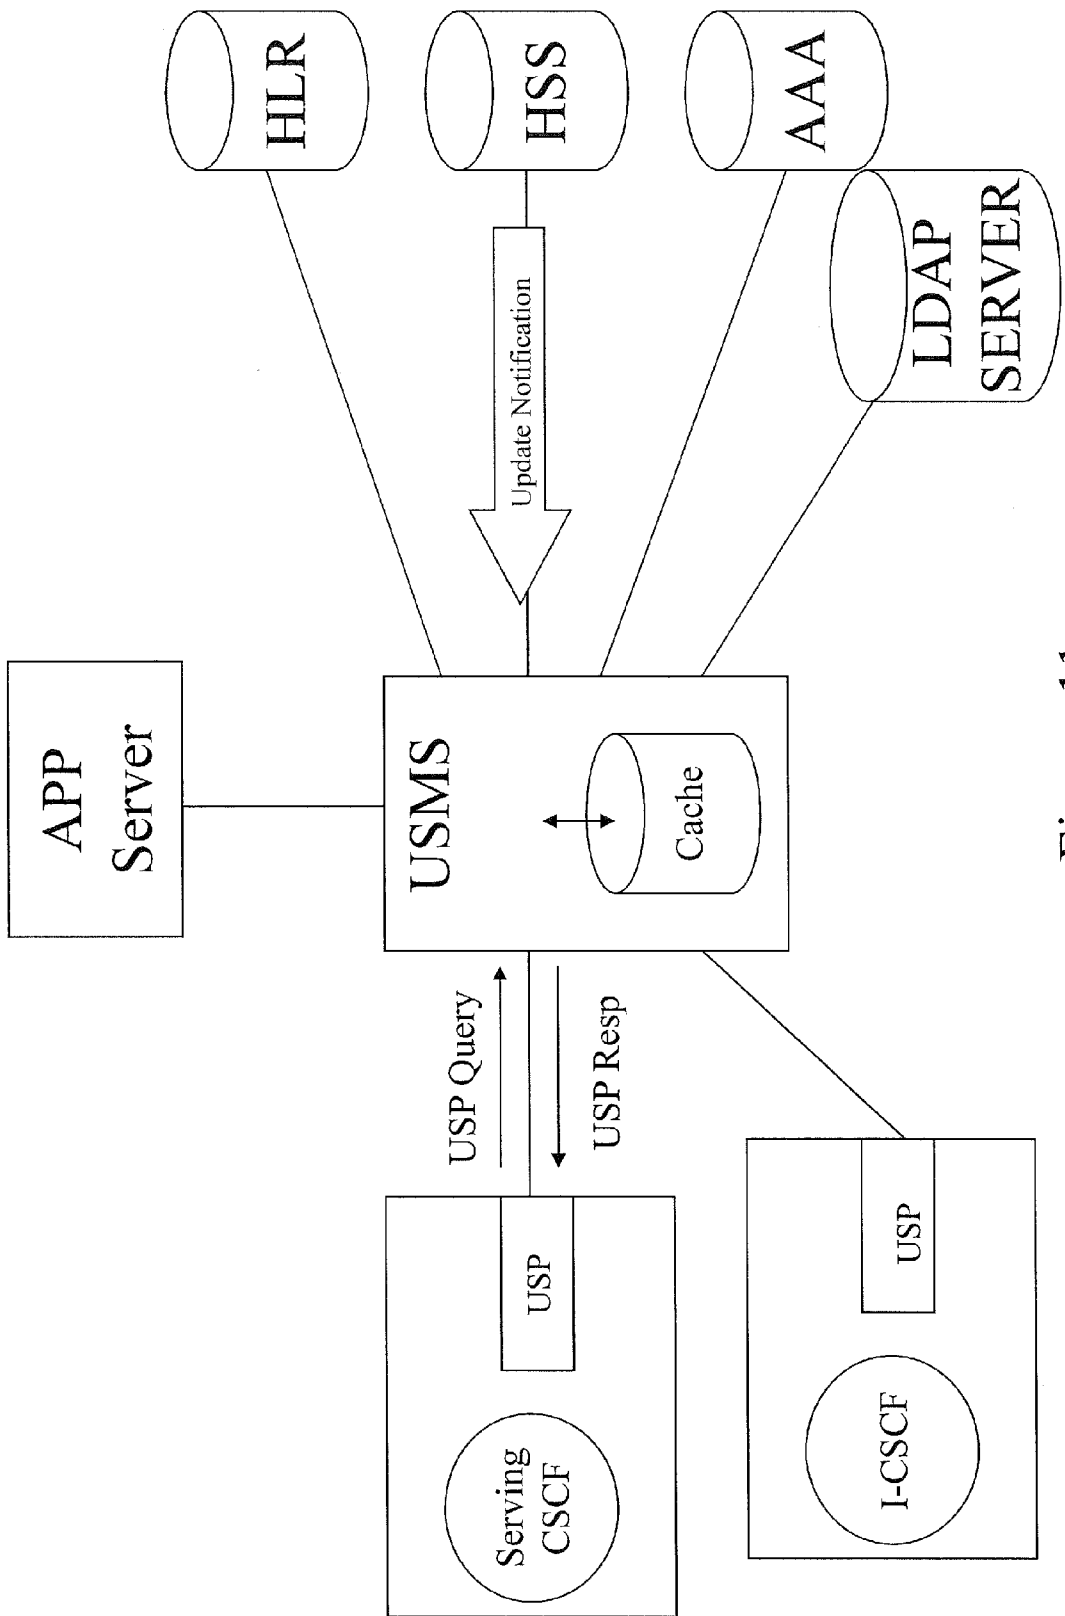 APP
Server
HLR
USMS
USP Query
Serving
CSCF
USP
Update Notification
HSS
USP Resp
Cache
AAA
I-CSCF
USP
LDAP
SERVER